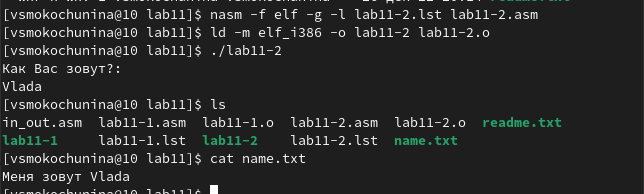 [vsmokochunina@10 lab11]$ nasm -f elf -g -l lab11-2.lst lab11-2.asm
[vsmokochunina@10 lab11]$ ld -m elf_i386 -o lab11-2 lab11-2.o
[vsmokochunina@10 lab11]$ ./lab11-2
Как Вас зовут?:
Vlada
[vsmokochunina@10 lab11]$ ls
in_out.asm lab11-1.asm lab11-1.o lab11-2.asm lab11-2.o readme.txt
lab11-1 lab11-1.lst lab11-2 lab11-2.lst name.txt
[vsmokochunina@10 lab11]$ cat name.txt
Меня зовут Vlada
[vsmokochunina@10 lab11]$